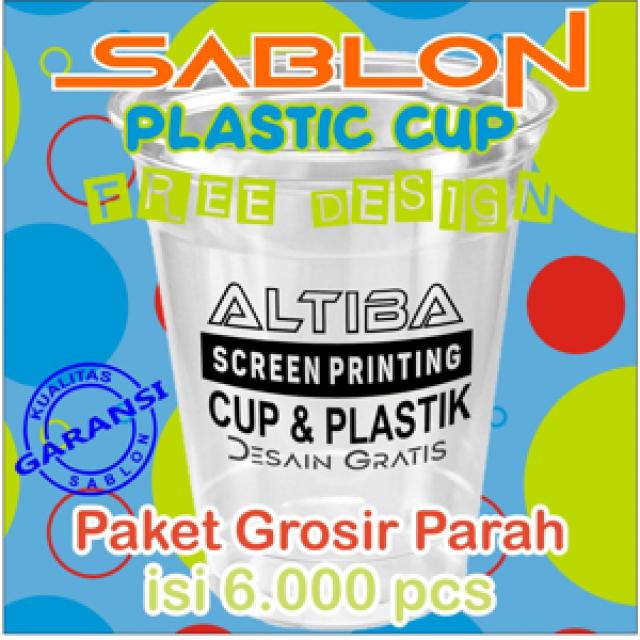 SABLON
PLASTIC CUP
FREE DESIGN
ALTIBA
SCREEN PRINTING
CUP & PLASTIK
DESAIN GRATIS
KUALITAS
GARANSI
SABLON
Paket Grosir Parah
isi 6.000 pcs